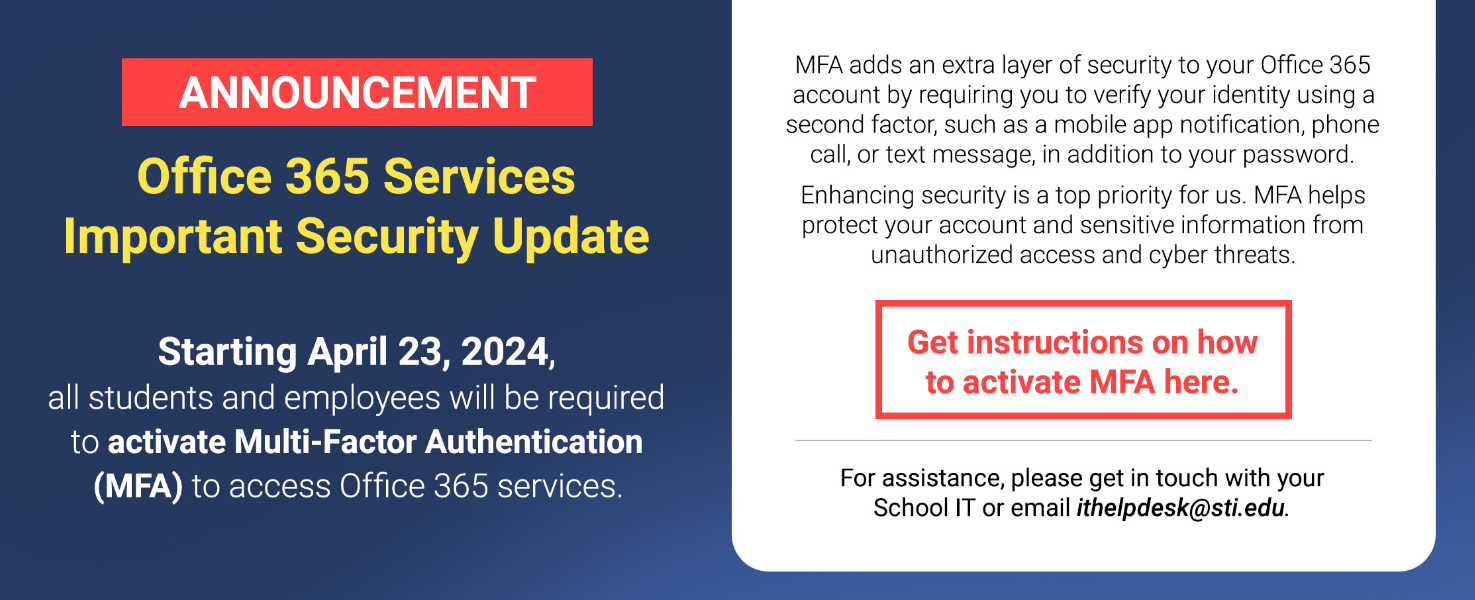 ANNOUNCEMENT
Office 365 Services
Important Security Update
Starting April 23, 2024,
all students and employees will be required
to activate Multi-Factor Authentication
(MFA) to access Office 365 services.
MFA adds an extra layer of security to your Office 365
account by requiring you to verify your identity using a
second factor, such as a mobile app notification, phone
call, or text message, in addition to your password.
Enhancing security is a top priority for us. MFA helps
protect your account and sensitive information from
unauthorized access and cyber threats.
Get instructions on how
to activate MFA here.
For assistance, please get in touch with your
School IT or email ithelpdesk@sti.edu.